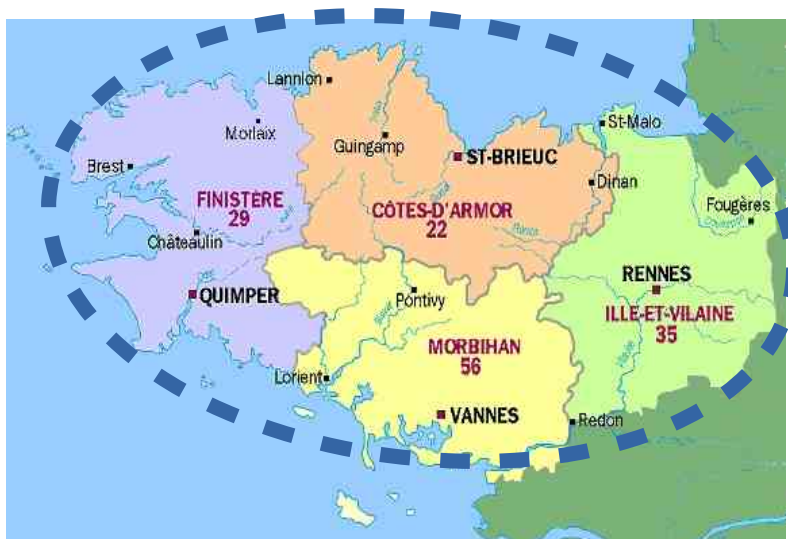 Lannion
St-Malo
Morlaix
Guingamp
ST-BRIEUC
Brest
Dinan
FINISTÈRE
29
CÔTES-D'ARMOR
22
Fougères
Châteaulin
RENNES
QUIMPER
Pontivy
ILLE-ET-VILAINE
35
MORBIHAN
56
Lorient
VANNES
Redon